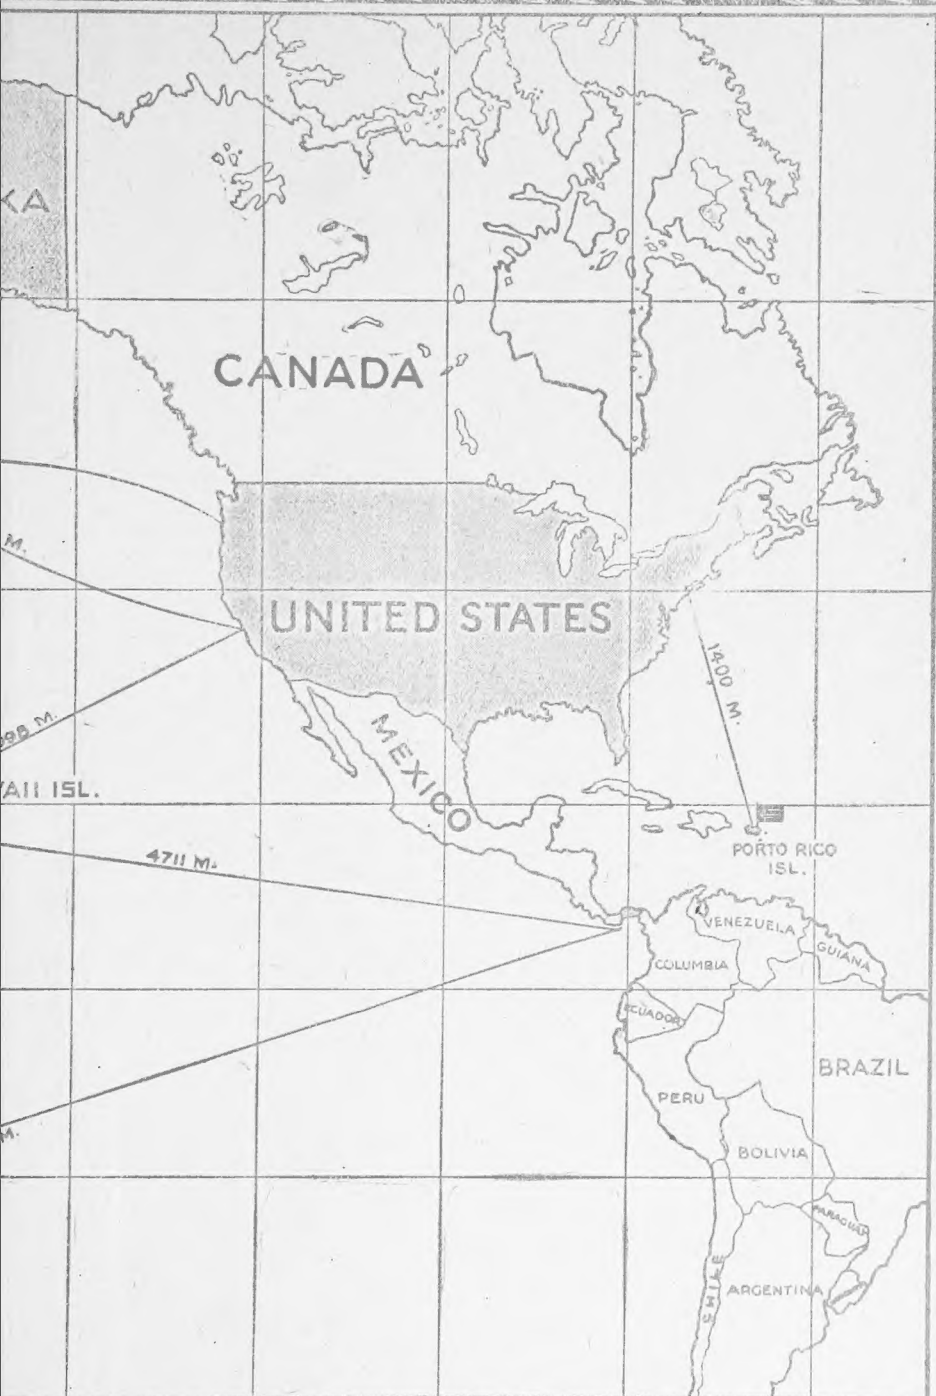 KA
CANADA
M.
UNITED STATES
1400 M.
98 M.
MEXICO
AII ISL.
PORTO RICO
ISL.
4711 M.
VENEZUELA
GUIANA
COLUMBIA
ECUADOR
BRAZIL
PERU
M.
BOLIVIA
PARAGUAY
CHILE
ARGENTINA